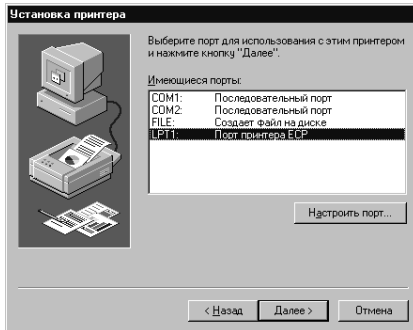 Установка принтера
Выберите порт для использования с этим принтером
и нажмите кнопку "Далее".
Имеющиеся порты:
COM1: Последовательный порт
COM2: Последовательный порт
FILE: Создает файл на диске
LPT1: Порт принтера ECP
Настроить порт...
< Назад Далее > Отмена